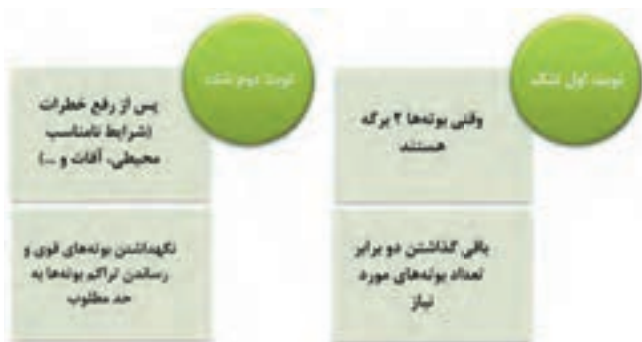 نوبت اول تنک
وقتی بوته‌ها ۲ برگه
هستند
باقی گذاشتن دو برابر
تعداد بوته‌های مورد
نیاز
نوبت دوم تنک
پس از رفع خطرات
(شرایط نامناسب
محیطی، آفات و ...)
نگهداشتن بوته‌های قوی و
رساندن تراکم بوته‌ها به
حد مطلوب